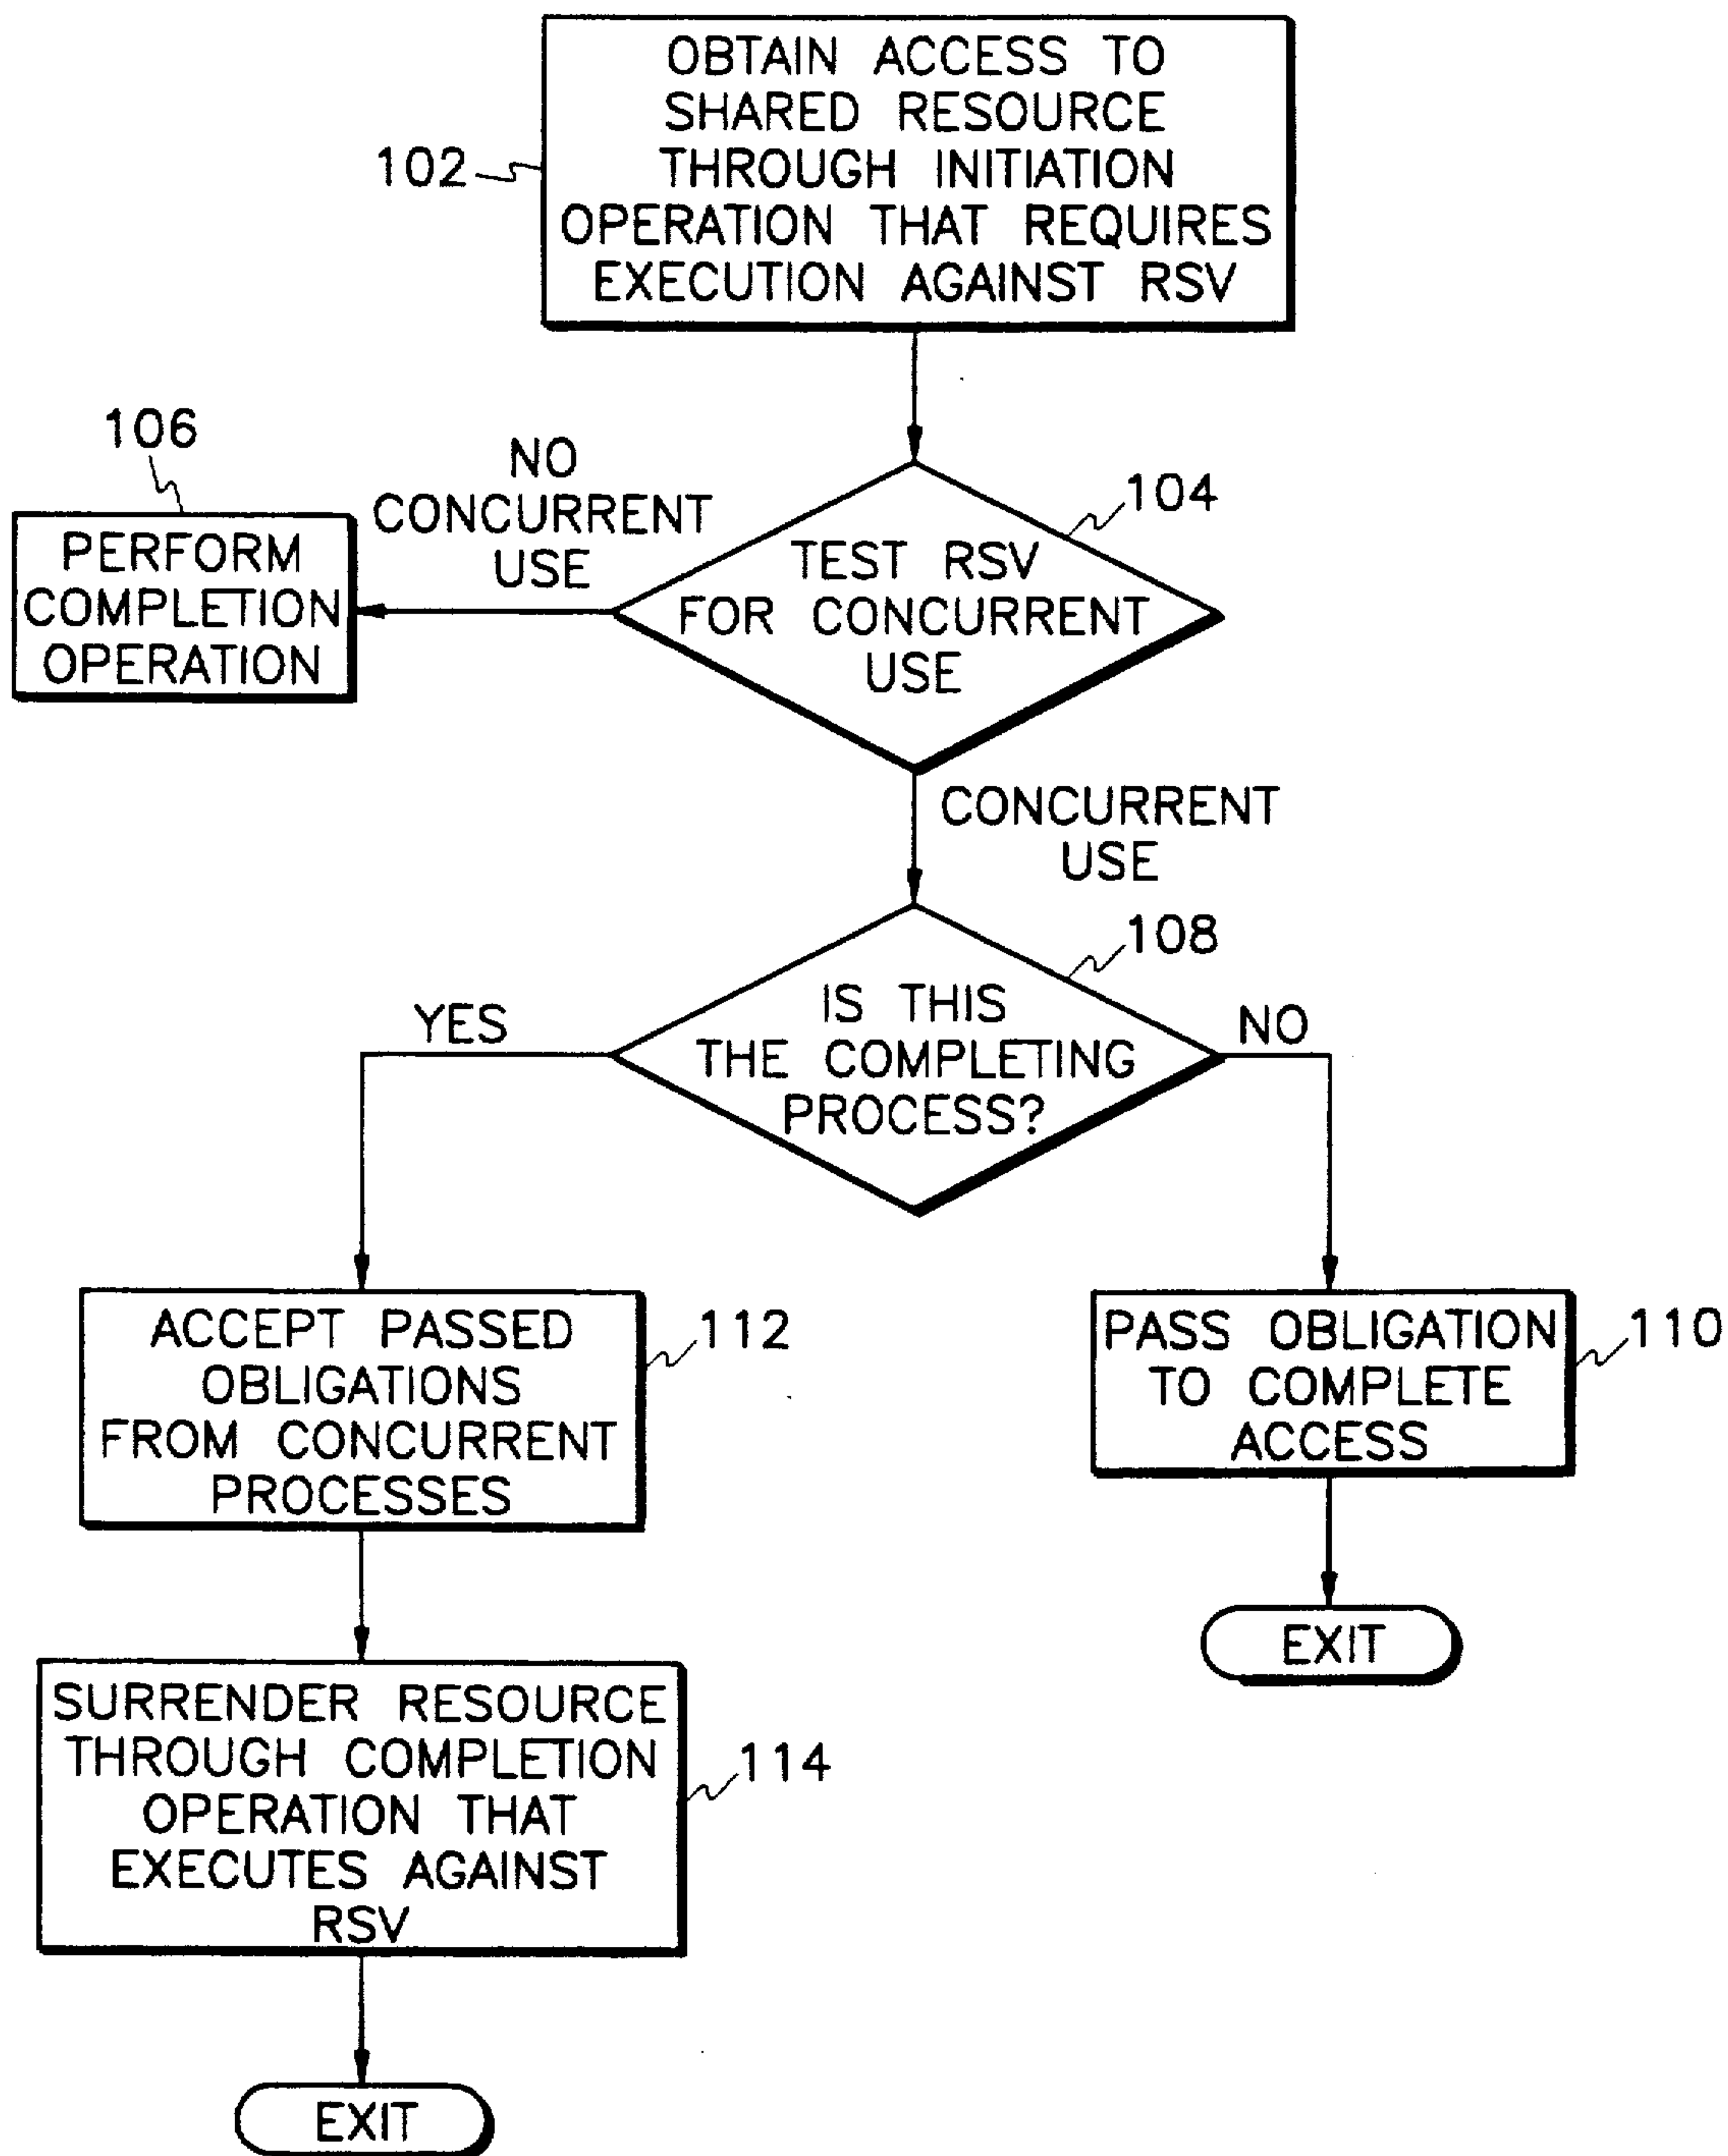 OBTAIN ACCESS TO
SHARED RESOURCE
THROUGH INITIATION
OPERATION THAT REQUIRES
EXECUTION AGAINST RSV
102
106
NO
CONCURRENT
USE
PERFORM
COMPLETION
OPERATION
104
TEST RSV
FOR CONCURRENT
USE
CONCURRENT
USE
108
IS THIS
THE COMPLETING
PROCESS?
YES
NO
ACCEPT PASSED
OBLIGATIONS
FROM CONCURRENT
PROCESSES
112
PASS OBLIGATION
TO COMPLETE
ACCESS
110
EXIT
SURRENDER RESOURCE
THROUGH COMPLETION
OPERATION THAT
EXECUTES AGAINST
RSV
114
EXIT